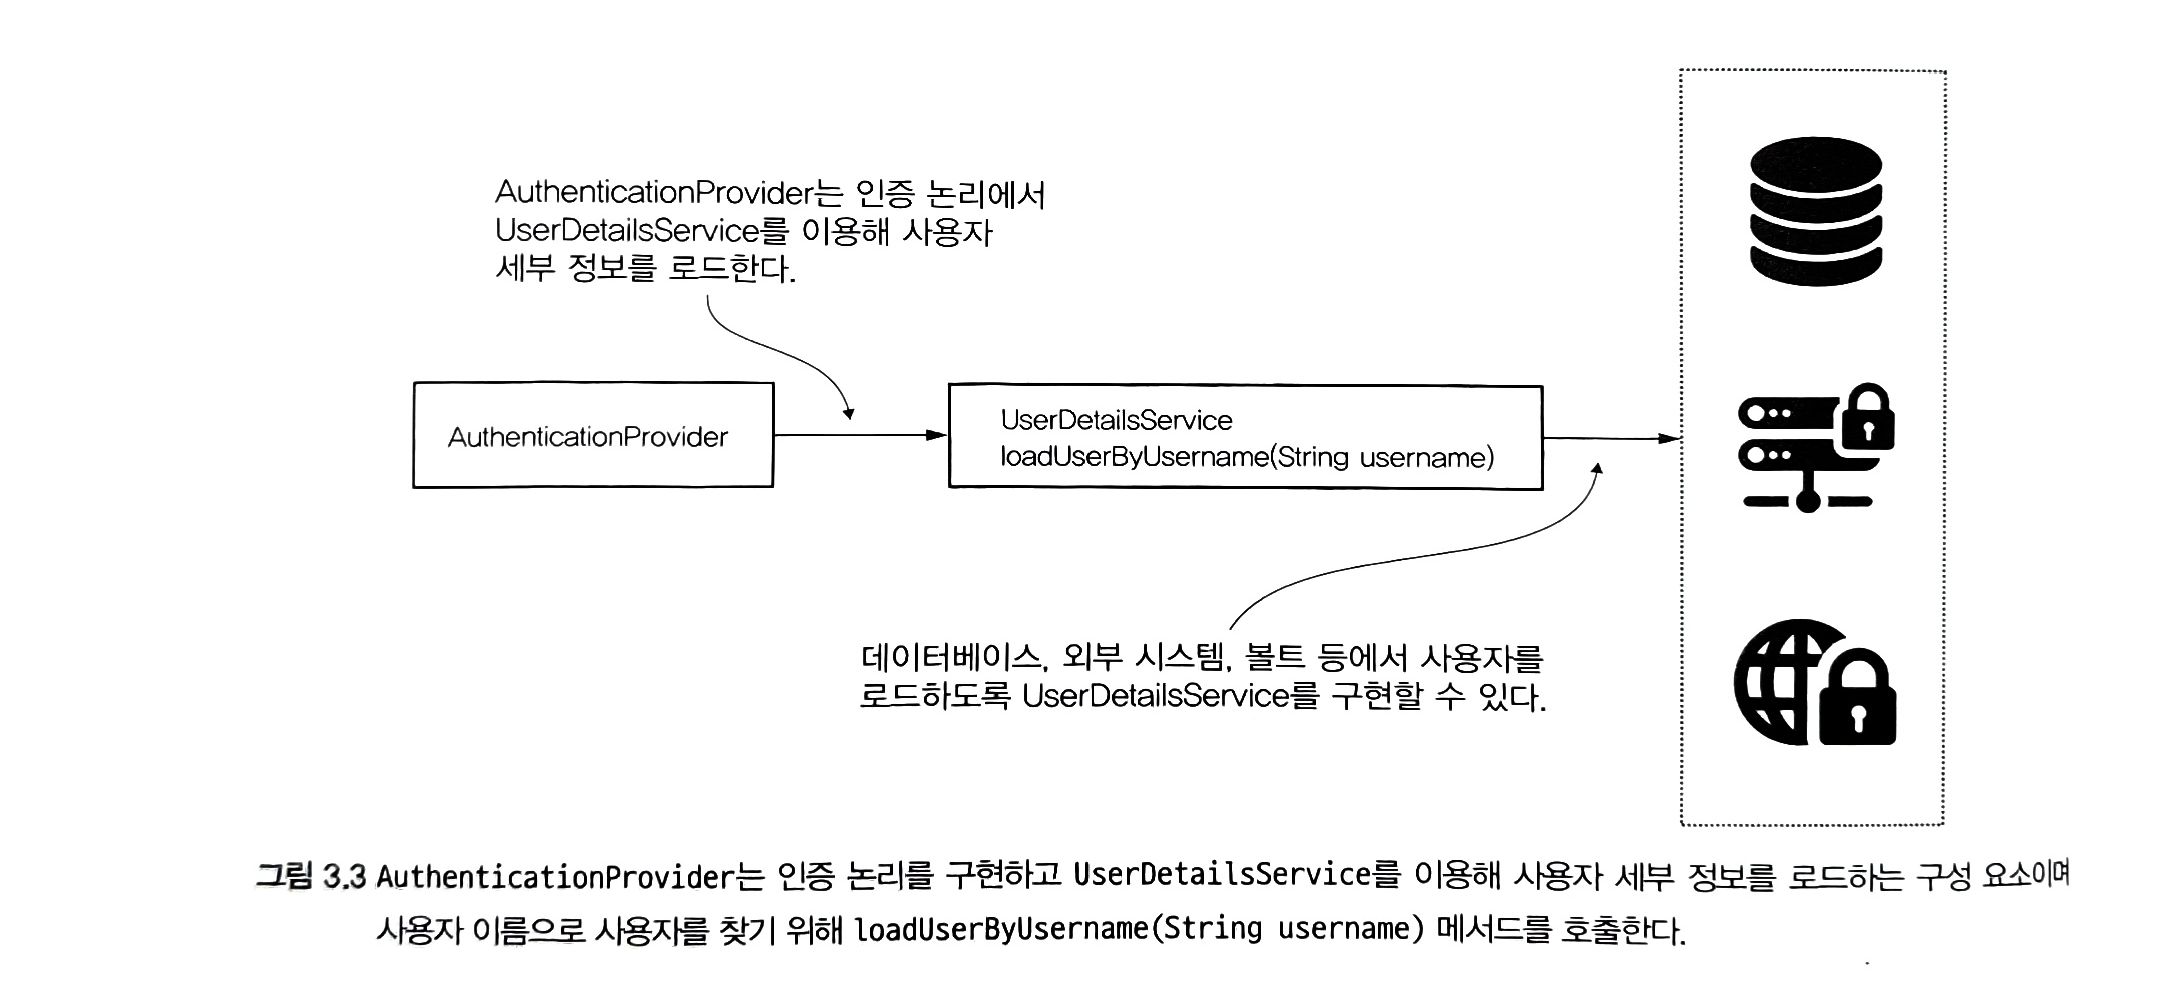 AuthenticationProvider는 인증 논리에서
UserDetailsService를 이용해 사용자
세부 정보를 로드한다.
AuthenticationProvider
UserDetailsService
loadUserByUsername(String username)
데이터베이스, 외부 시스템, 볼트 등에서 사용자를
로드하도록 UserDetailsService를 구현할 수 있다.
그림 3.3 AuthenticationProvider는 인증 논리를 구현하고 UserDetailsService를 이용해 사용자 세부 정보를 로드하는 구성 요소이며
사용자 이름으로 사용자를 찾기 위해 loadUserByUsername(String username) 메서드를 호출한다.